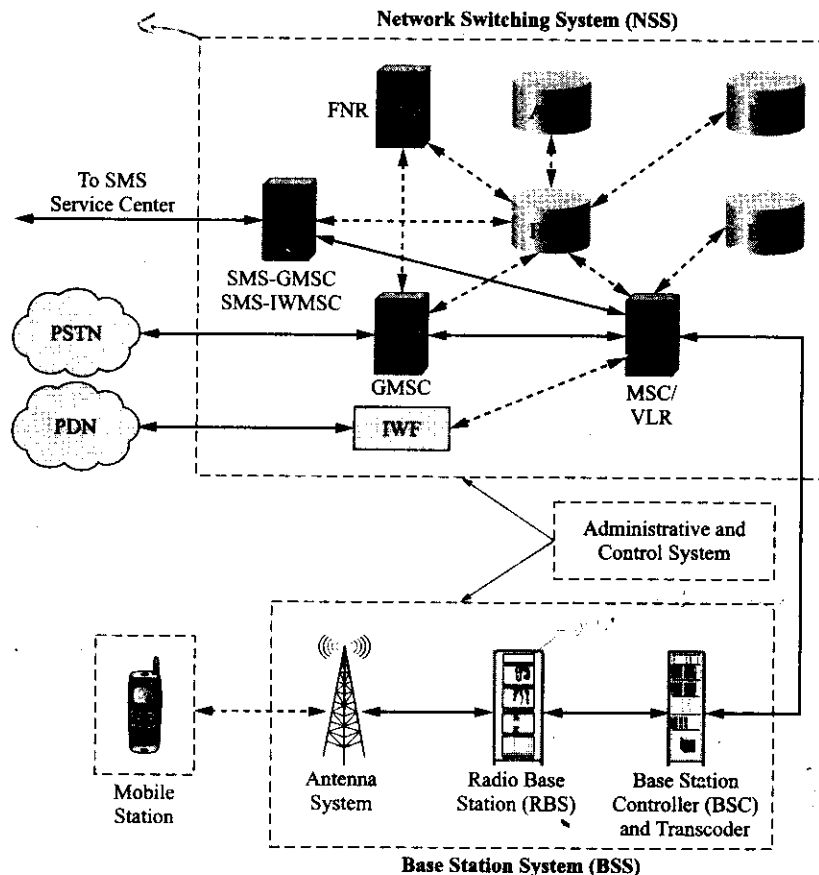 Network Switching System (NSS)
FNR
To SMS
Service Center
SMS-GMSC
SMS-IWMSC
PSTN
GMSC
MSC/
VLR
PDN
IWF
Administrative and
Control System
Mobile
Station
Antenna
System
Radio Base
Station (RBS)
Base Station
Controller (BSC)
and Transcoder
Base Station System (BSS)